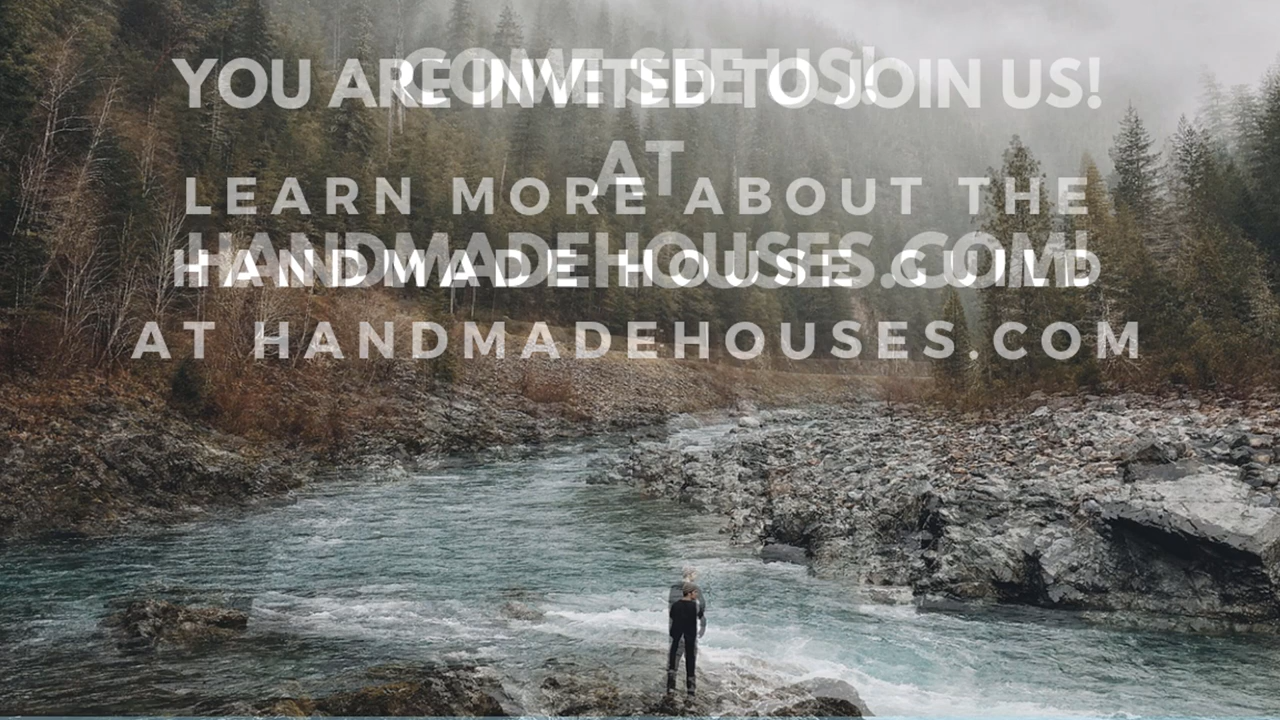 COME SEE US!
YOU ARE INVITED TO JOIN US!
AT
LEARN MORE ABOUT THE
HANDMADEHOUSES.COM!
HANDMADE HOUSE GUILD
AT HANDMADEHOUSES.COM